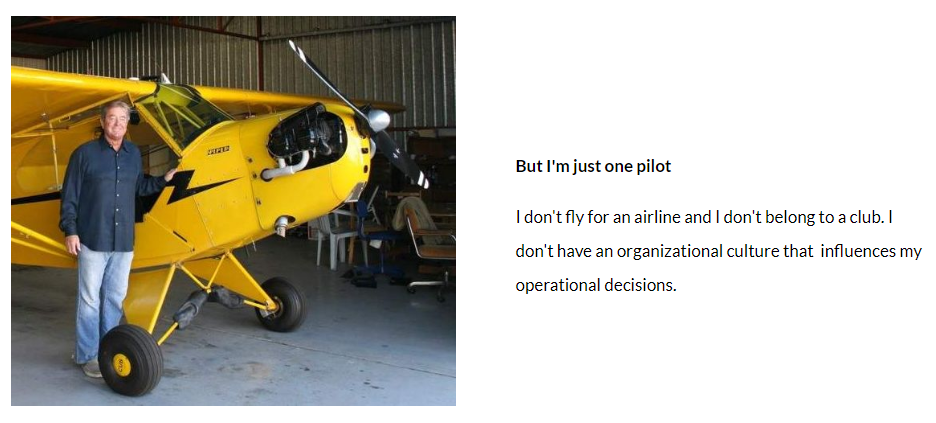 PIPER
CUB
But I'm just one pilot
I don't fly for an airline and I don't belong to a club. I
don't have an organizational culture that  influences my
operational decisions.